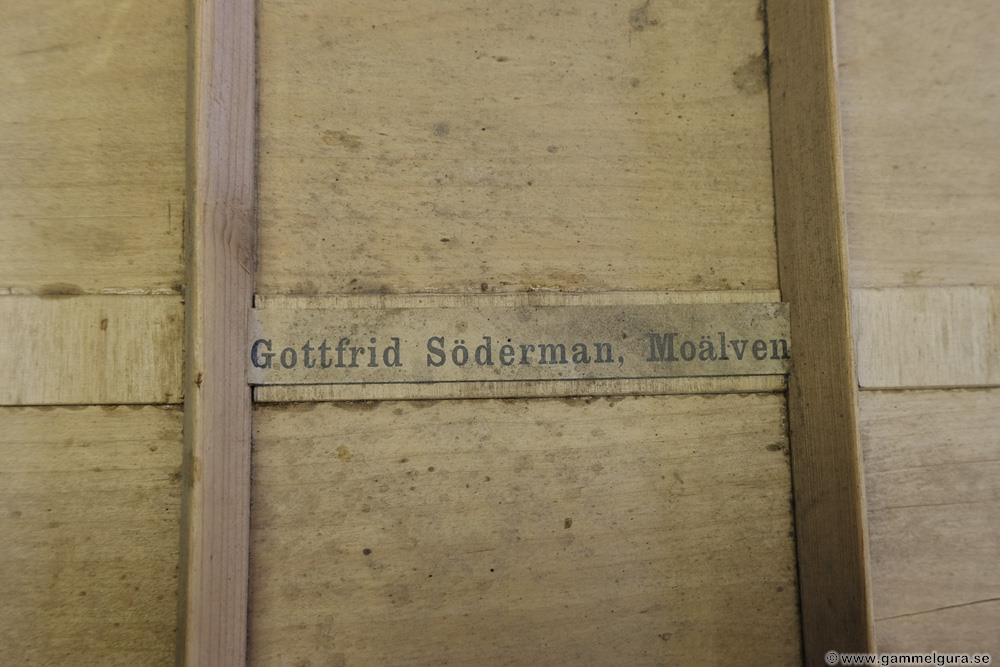 Gottfrid Söderman, Moälven
© www.gammelgura.se